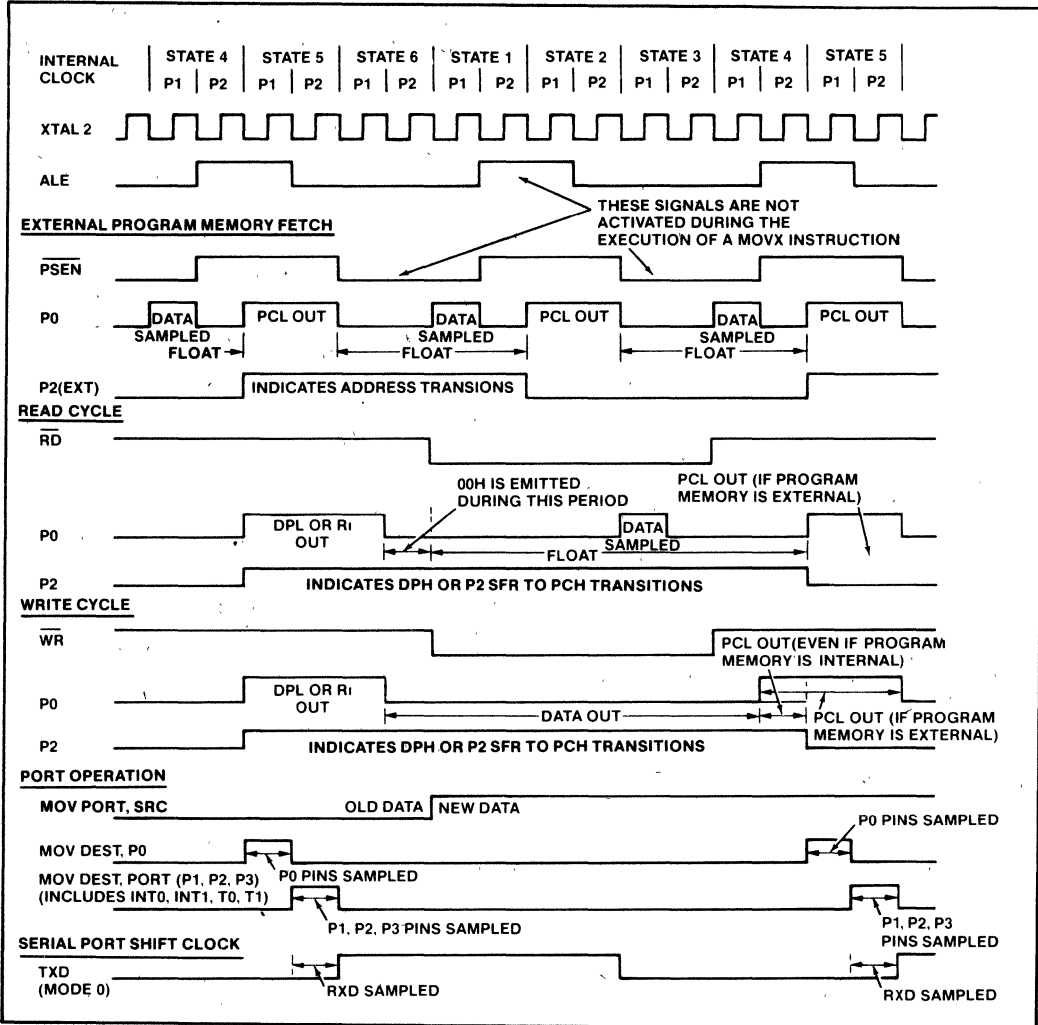 INTERNAL CLOCK
STATE 4 STATE 5 STATE 6 STATE 1 STATE 2 STATE 3 STATE 4 STATE 5
P1 P2 P1 P2 P1 P2 P1 P2 P1 P2 P1 P2 P1 P2 P1 P2
XTAL 2
ALE
THESE SIGNALS ARE NOT
ACTIVATED DURING THE
EXECUTION OF A MOVX INSTRUCTION
EXTERNAL PROGRAM MEMORY FETCH
PSEN
P0
DATA PCL OUT DATA PCL OUT DATA PCL OUT
SAMPLED SAMPLED SAMPLED
FLOAT FLOAT FLOAT
P2(EXT)
INDICATES ADDRESS TRANSIONS
READ CYCLE
RD
00H IS EMITTED
DURING THIS PERIOD
PCL OUT (IF PROGRAM
MEMORY IS EXTERNAL)
P0
DPL OR Ri
OUT
DATA
SAMPLED
FLOAT
P2
INDICATES DPH OR P2 SFR TO PCH TRANSITIONS
WRITE CYCLE
WR
PCL OUT(EVEN IF PROGRAM
MEMORY IS INTERNAL)
P0
DPL OR Ri
OUT
DATA OUT
PCL OUT (IF PROGRAM
MEMORY IS EXTERNAL)
P2
INDICATES DPH OR P2 SFR TO PCH TRANSITIONS
PORT OPERATION
MOV PORT, SRC
OLD DATA NEW DATA
P0 PINS SAMPLED
MOV DEST, P0
P0 PINS SAMPLED
MOV DEST, PORT (P1, P2, P3)
(INCLUDES INT0, INT1, T0, T1)
P1, P2, P3 PINS SAMPLED
P1, P2, P3
PINS SAMPLED
SERIAL PORT SHIFT CLOCK
TXD
(MODE 0)
RXD SAMPLED
RXD SAMPLED